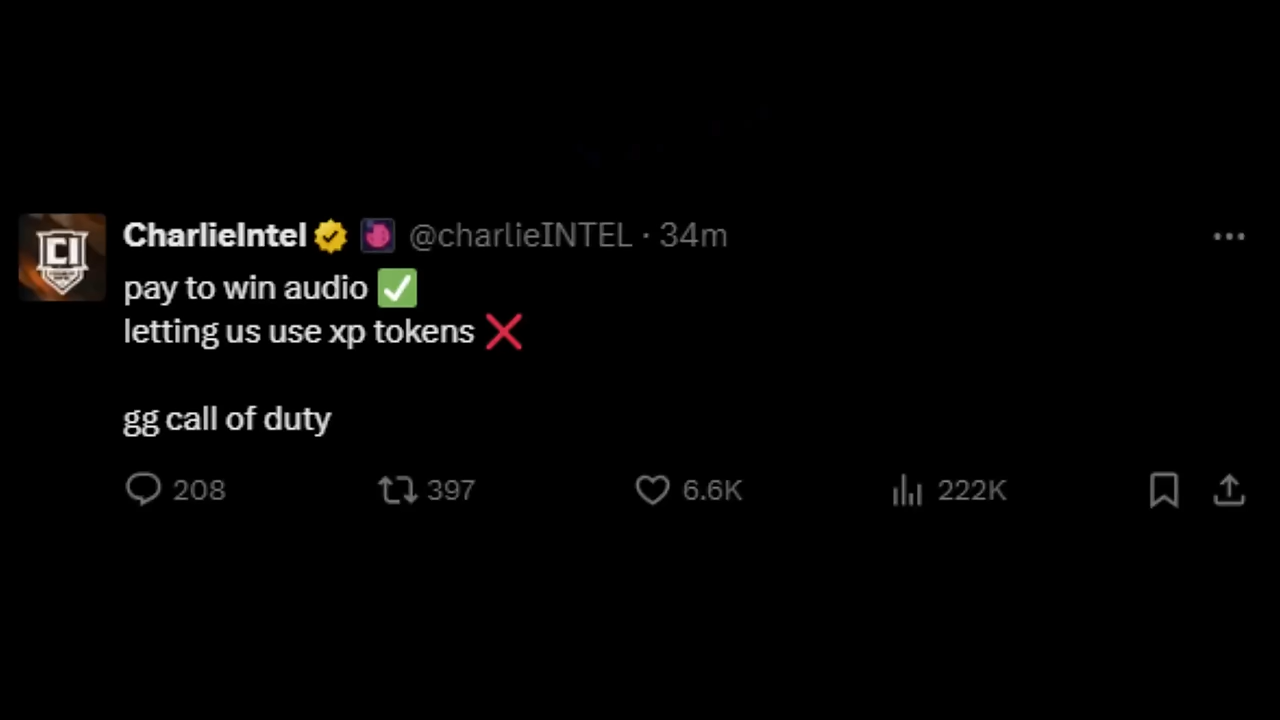 CharlieIntel @charlieINTEL · 34m
pay to win audio ✅
letting us use xp tokens ❌
gg call of duty
208 397 6.6K 222K
CI